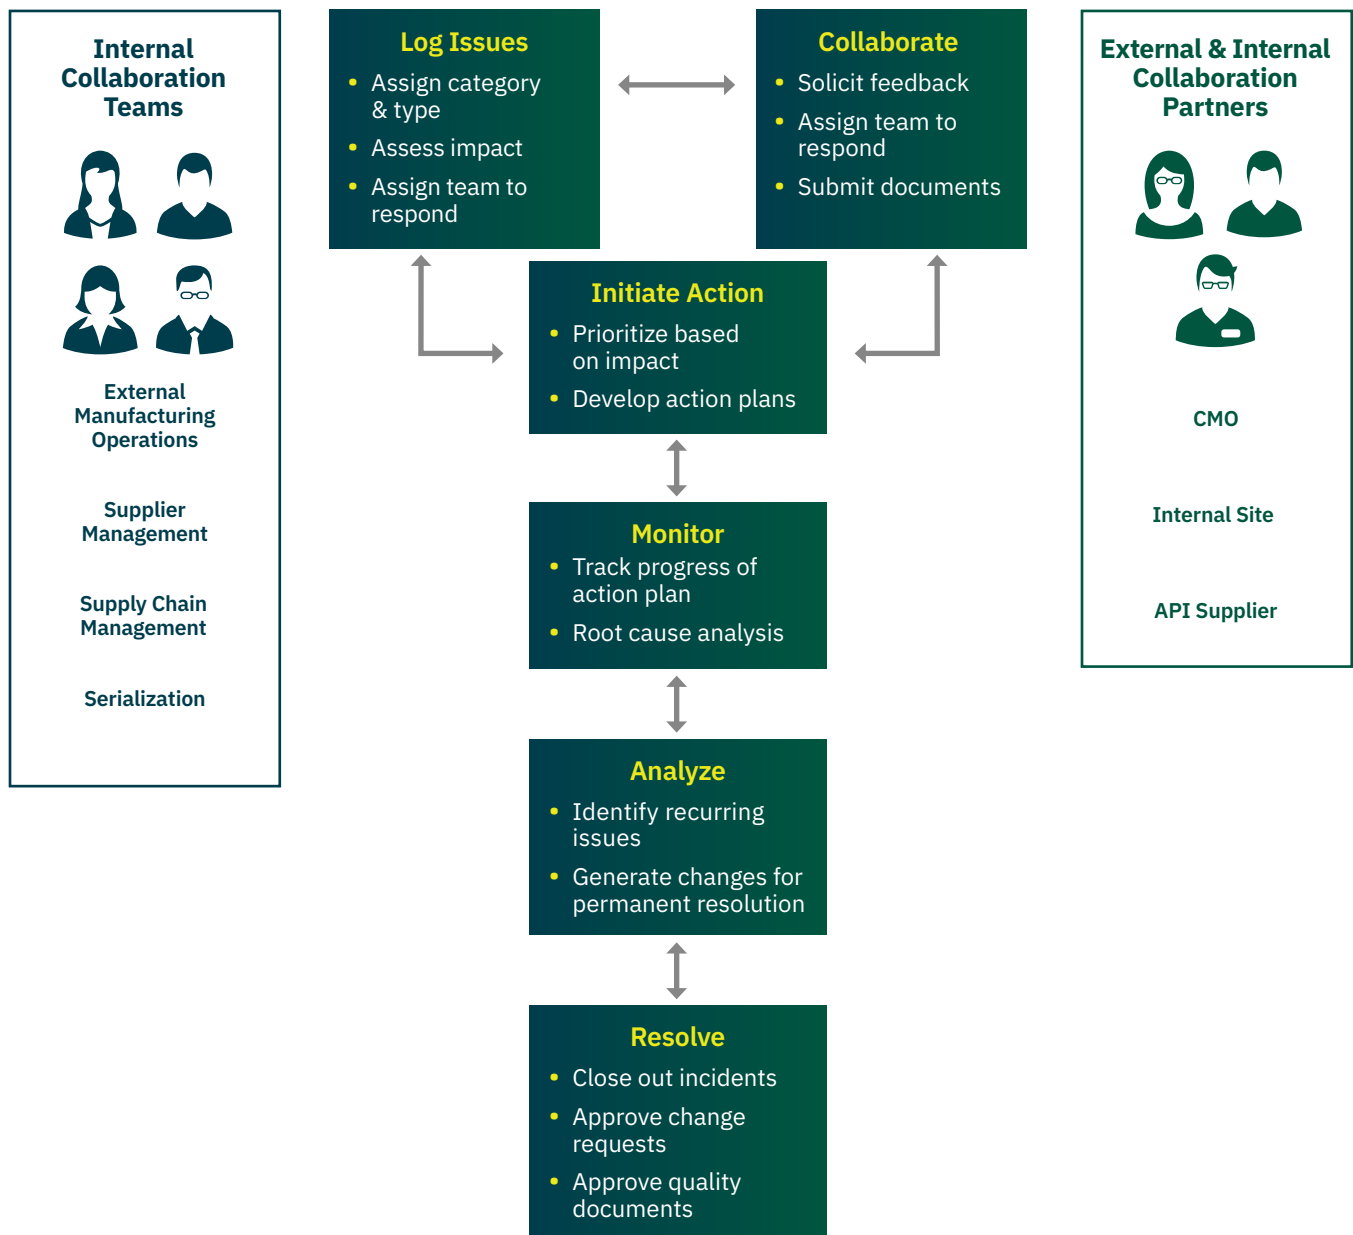 Internal
Collaboration
Teams
External
Manufacturing
Operations
Supplier
Management
Supply Chain
Management
Serialization
Log Issues
• Assign category
& type
• Assess impact
• Assign team to
respond
Collaborate
• Solicit feedback
• Assign team to
respond
• Submit documents
Initiate Action
• Prioritize based
on impact
• Develop action plans
Monitor
• Track progress of
action plan
• Root cause analysis
Analyze
• Identify recurring
issues
• Generate changes for
permanent resolution
Resolve
• Close out incidents
• Approve change
requests
• Approve quality
documents
External & Internal
Collaboration
Partners
CMO
Internal Site
API Supplier